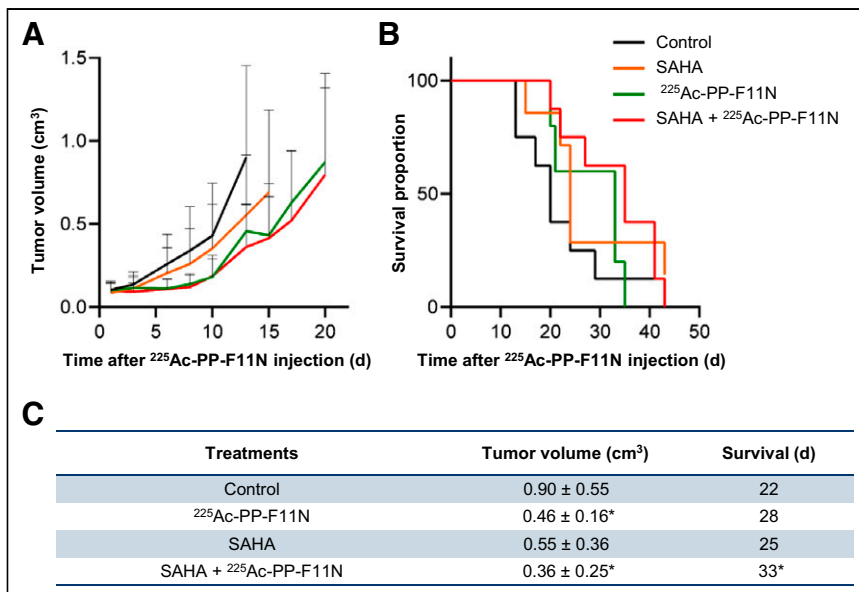 A
Tumor volume (cm³)
1.5
1.0
0.5
0.0
0 5 10 15 20
Time after ²²⁵Ac-PP-F11N injection (d)
B
Survival proportion
100
50
0
0 10 20 30 40 50
Time after ²²⁵Ac-PP-F11N injection (d)
Control
SAHA
²²⁵Ac-PP-F11N
SAHA + ²²⁵Ac-PP-F11N
C
Treatments Tumor volume (cm³) Survival (d)
Control 0.90 ± 0.55 22
²²⁵Ac-PP-F11N 0.46 ± 0.16* 28
SAHA 0.55 ± 0.36 25
SAHA + ²²⁵Ac-PP-F11N 0.36 ± 0.25* 33*